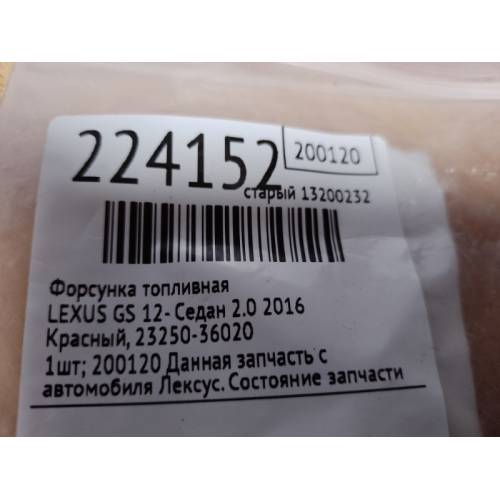 224152
200120
старый 13200232
Форсунка топливная
LEXUS GS 12- Седан 2.0 2016
Красный, 23250-36020
1шт; 200120 Данная запчасть с
автомобиля Лексус. Состояние запчасти